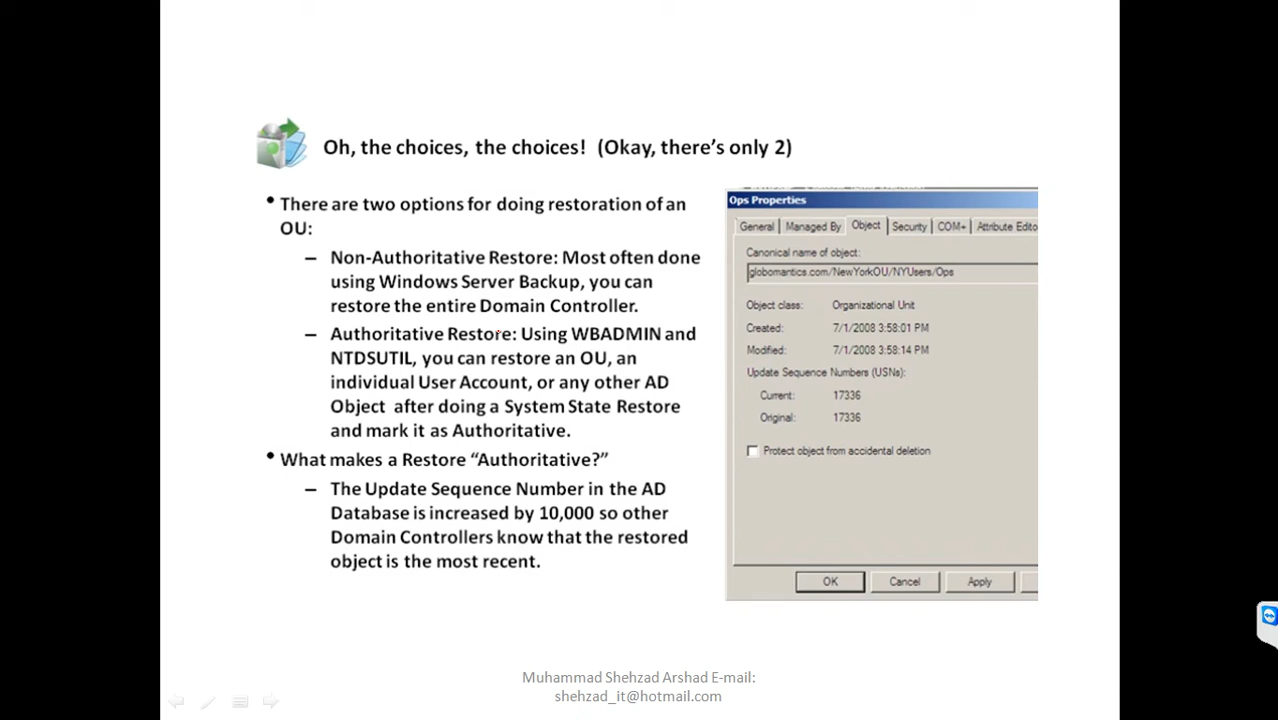 Oh, the choices, the choices!  (Okay, there's only 2)
• There are two options for doing restoration of an
OU:
– Non-Authoritative Restore: Most often done
using Windows Server Backup, you can
restore the entire Domain Controller.
– Authoritative Restore: Using WBADMIN and
NTDSUTIL, you can restore an OU, an
individual User Account, or any other AD
Object  after doing a System State Restore
and mark it as Authoritative.
• What makes a Restore “Authoritative?”
– The Update Sequence Number in the AD
Database is increased by 10,000 so other
Domain Controllers know that the restored
object is the most recent.
Ops Properties
General Managed By Object Security COM+ Attribute Edito
Canonical name of object:
globomantics.com/NewYorkOU/NYUsers/Ops
Object class: Organizational Unit
Created: 7/1/2008 3:58:01 PM
Modified: 7/1/2008 3:58:14 PM
Update Sequence Numbers (USNs):
Current: 17336
Original: 17336
Protect object from accidental deletion
OK Cancel Apply
Muhammad Shehzad Arshad E-mail:
shehzad_it@hotmail.com